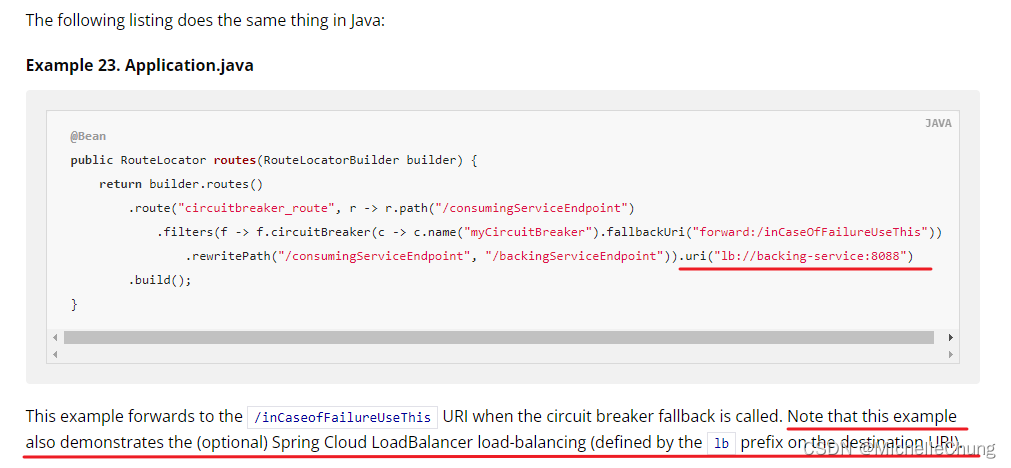 The following listing does the same thing in Java:
Example 23. Application.java
JAVA
@Bean
public RouteLocator routes(RouteLocatorBuilder builder) {
    return builder.routes()
        .route("circuitbreaker_route", r -> r.path("/consumingServiceEndpoint")
            .filters(f -> f.circuitBreaker(c -> c.name("myCircuitBreaker").fallbackUri("forward:/inCaseOfFailureUseThis"))
                .rewritePath("/consumingServiceEndpoint", "/backingServiceEndpoint")).uri("lb://backing-service:8088")
        .build();
}
This example forwards to the /inCaseofFailureUseThis URI when the circuit breaker fallback is called. Note that this example
also demonstrates the (optional) Spring Cloud LoadBalancer load-balancing (defined by the lb prefix on the destination URI).
CSDN @MichelleChung